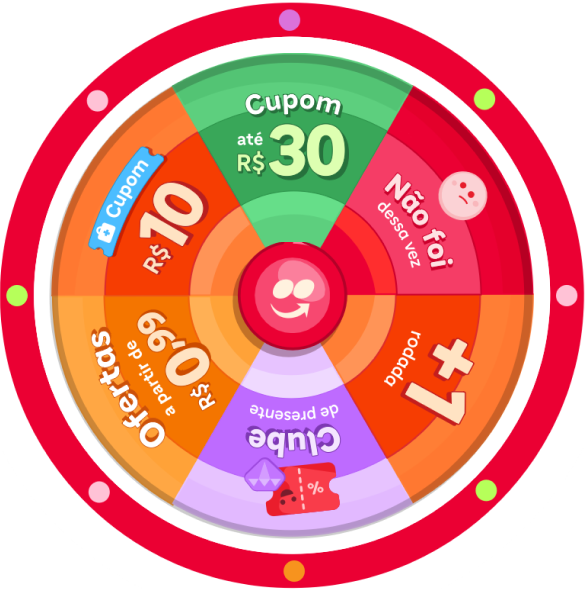 Cupom
até
R$ 30
Não foi
dessa vez
+1
rodada
Clube
de presente
%
Ofertas
a partir de
R$ 0,99
Cupom
R$ 10